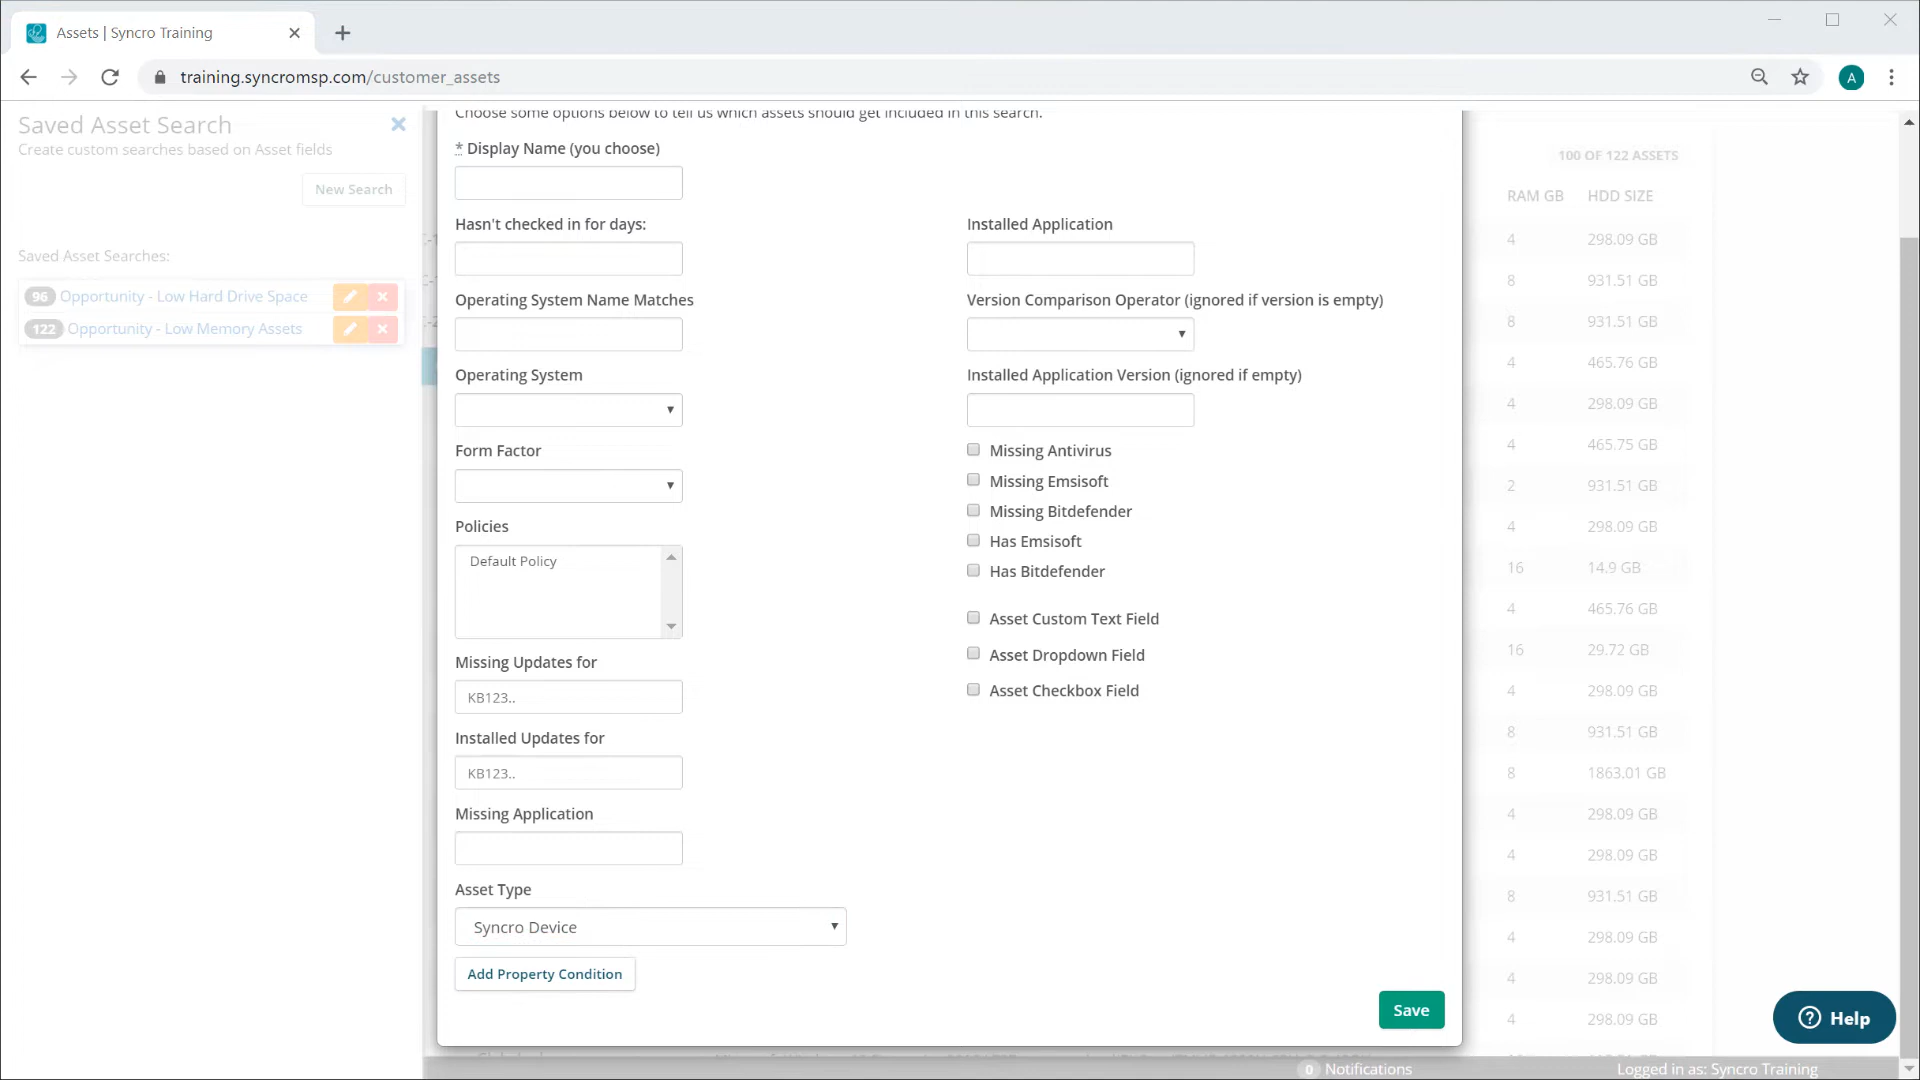 Assets | Syncro Training
training.syncromsp.com/customer_assets
A
Saved Asset Search
Create custom searches based on Asset fields
New Search
Saved Asset Searches:
96 Opportunity - Low Hard Drive Space
122 Opportunity - Low Memory Assets
Choose some options below to tell us which assets should get included in this search.
* Display Name (you choose)
Hasn't checked in for days:
Operating System Name Matches
Operating System
Form Factor
Policies
Default Policy
Missing Updates for
KB123..
Installed Updates for
KB123..
Missing Application
Asset Type
Syncro Device
Add Property Condition
Installed Application
Version Comparison Operator (ignored if version is empty)
Installed Application Version (ignored if empty)
Missing Antivirus
Missing Emsisoft
Missing Bitdefender
Has Emsisoft
Has Bitdefender
Asset Custom Text Field
Asset Dropdown Field
Asset Checkbox Field
Save
100 OF 122 ASSETS
RAM GB HDD SIZE
4 298.09 GB
8 931.51 GB
8 931.51 GB
4 465.76 GB
4 298.09 GB
4 465.75 GB
2 931.51 GB
4 298.09 GB
16 14.9 GB
4 465.76 GB
16 29.72 GB
4 298.09 GB
8 931.51 GB
8 1863.01 GB
4 298.09 GB
4 298.09 GB
8 931.51 GB
4 298.09 GB
4 298.09 GB
4 298.09 GB
? Help
0 Notifications
Logged in as: Syncro Training